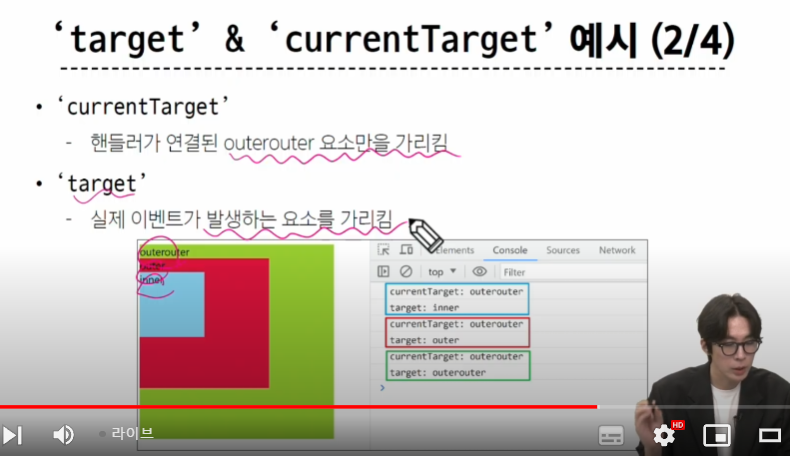 ‘target’ & ‘currentTarget’ 예시 (2/4)
• ‘currentTarget’
- 핸들러가 연결된 outerouter 요소만을 가리킴
• ‘target’
- 실제 이벤트가 발생하는 요소를 가리킴
outerouter
inner
Elements Console Sources Network
top ▼ Filter
currentTarget: outerouter
target: inner
currentTarget: outerouter
target: outer
currentTarget: outerouter
target: outerouter
>
라이브
HD